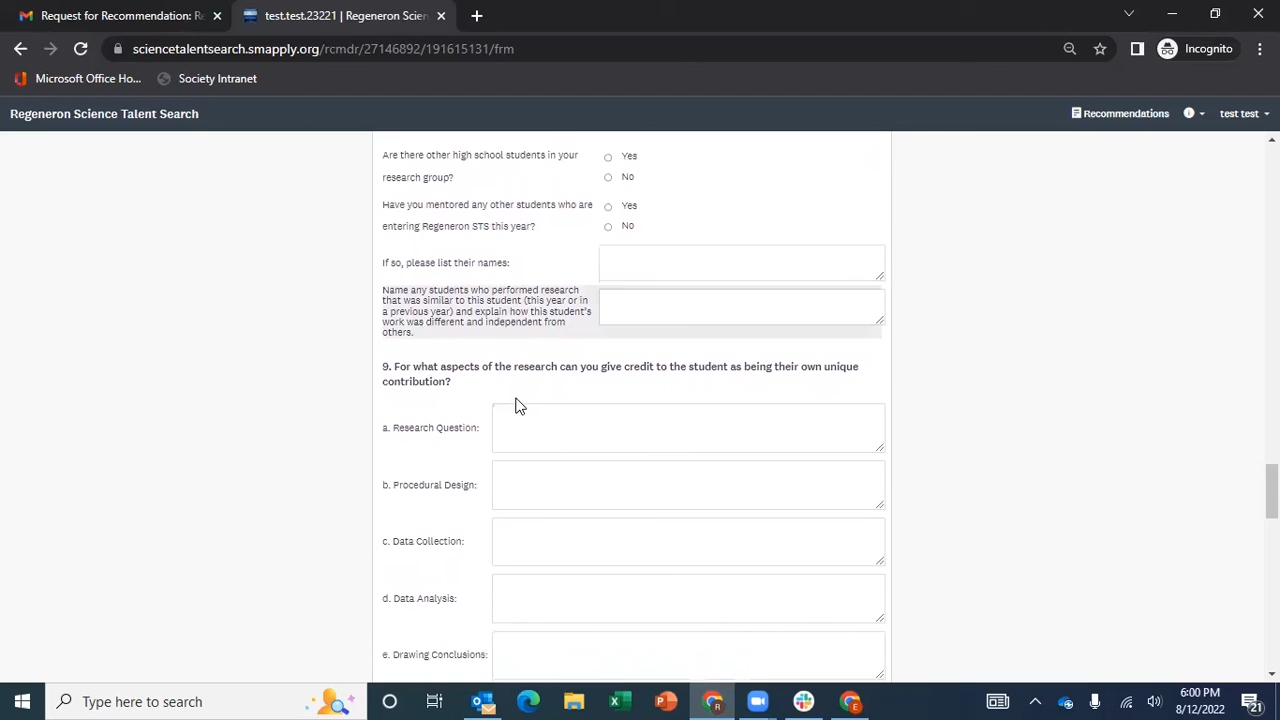 Request for Recommendation: Re
test.test.23221 | Regeneron Scien
sciencetalentsearch.smapply.org/rcmdr/27146892/191615131/frm
Incognito
Microsoft Office Ho...
Society Intranet
Regeneron Science Talent Search
Recommendations
test test
Are there other high school students in your
research group?
Yes
No
Have you mentored any other students who are
entering Regeneron STS this year?
Yes
No
If so, please list their names:
Name any students who performed research
that was similar to this student (this year or in
a previous year) and explain how this student's
work was different and independent from
others.
9. For what aspects of the research can you give credit to the student as being their own unique
contribution?
a. Research Question:
b. Procedural Design:
c. Data Collection:
d. Data Analysis:
e. Drawing Conclusions:
Type here to search
6:00 PM
8/12/2022
21